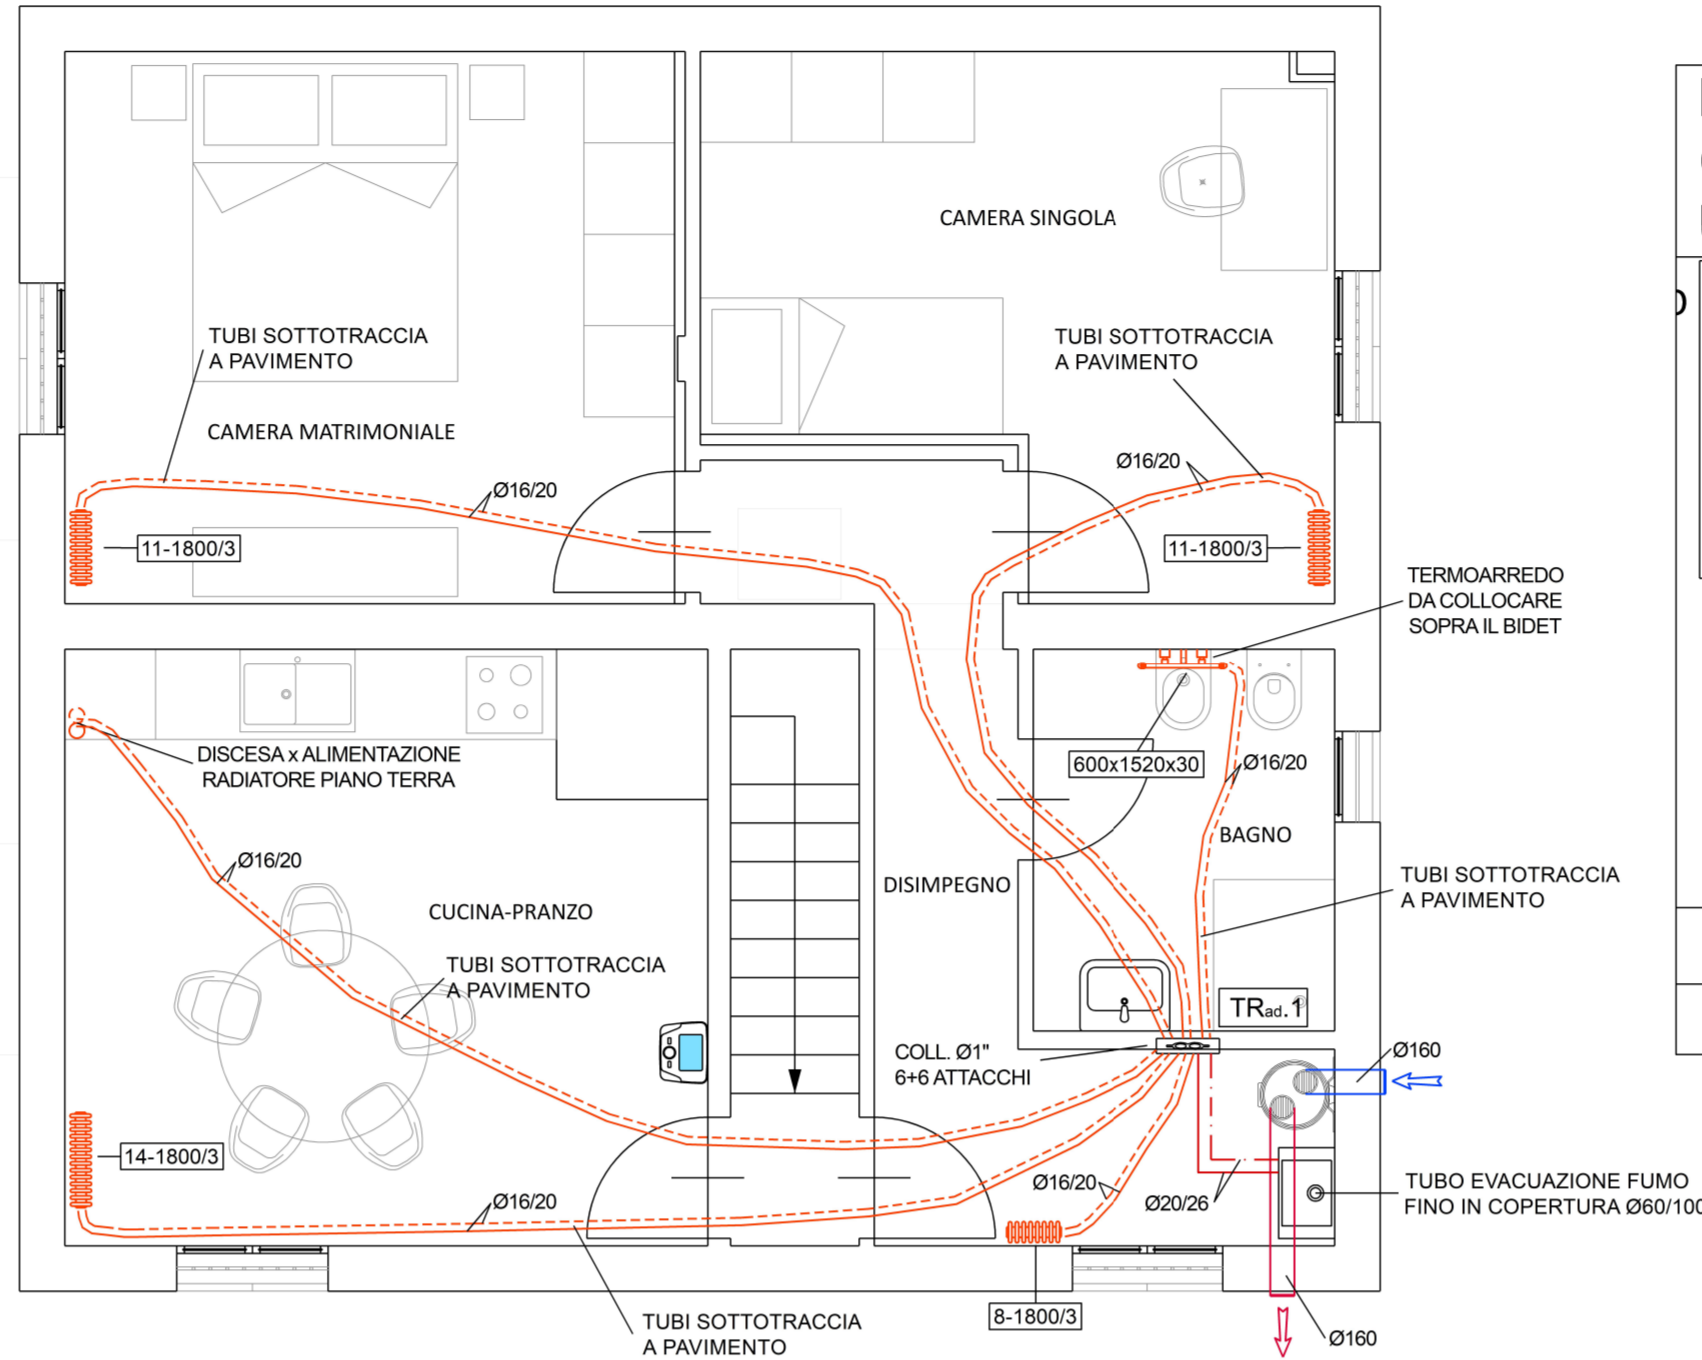 CAMERA SINGOLA
TUBI SOTTOTRACCIA
A PAVIMENTO
TUBI SOTTOTRACCIA
A PAVIMENTO
CAMERA MATRIMONIALE
Ø16/20
Ø16/20
11-1800/3
11-1800/3
TERMOARREDO
DA COLLOCARE
SOPRA IL BIDET
DISCESA x ALIMENTAZIONE
RADIATORE PIANO TERRA
600x1520x30
Ø16/20
BAGNO
Ø16/20
CUCINA-PRANZO
DISIMPEGNO
TUBI SOTTOTRACCIA
A PAVIMENTO
TUBI SOTTOTRACCIA
A PAVIMENTO
TRad.1
COLL. Ø1"
6+6 ATTACCHI
Ø160
14-1800/3
Ø16/20
Ø16/20
Ø20/26
TUBO EVACUAZIONE FUMO
FINO IN COPERTURA Ø60/100
8-1800/3
TUBI SOTTOTRACCIA
A PAVIMENTO
Ø160